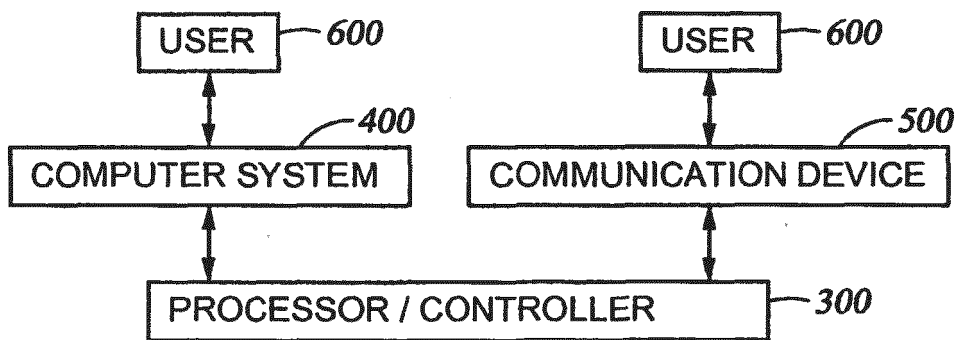 USER 600 USER 600
400 500
COMPUTER SYSTEM COMMUNICATION DEVICE
PROCESSOR / CONTROLLER 300